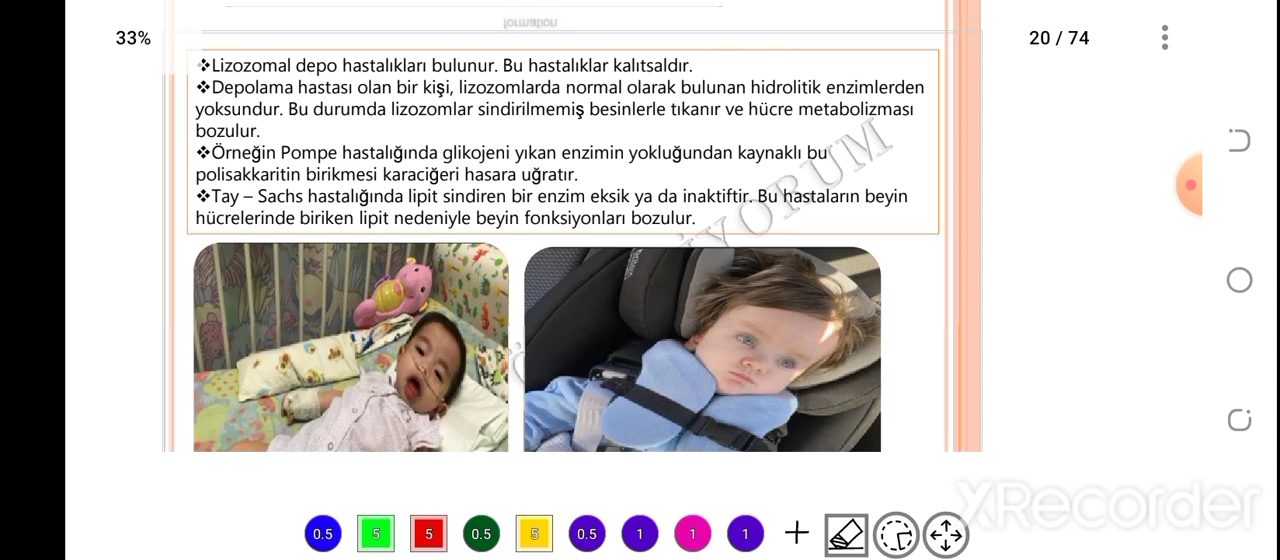 formation
33%
20 / 74
❖Lizozomal depo hastalıkları bulunur. Bu hastalıklar kalıtsaldır.
❖Depolama hastası olan bir kişi, lizozomlarda normal olarak bulunan hidrolitik enzimlerden
yoksundur. Bu durumda lizozomlar sindirilmemiş besinlerle tıkanır ve hücre metabolizması
bozulur.
❖Örneğin Pompe hastalığında glikojeni yıkan enzimin yokluğundan kaynaklı bu
polisakkaritin birikmesi karaciğeri hasara uğratır.
❖Tay – Sachs hastalığında lipit sindiren bir enzim eksik ya da inaktiftir. Bu hastaların beyin
hücrelerinde biriken lipit nedeniyle beyin fonksiyonları bozulur.
XRecorder
0.5 5 5 0.5 5 0.5 1 1 1